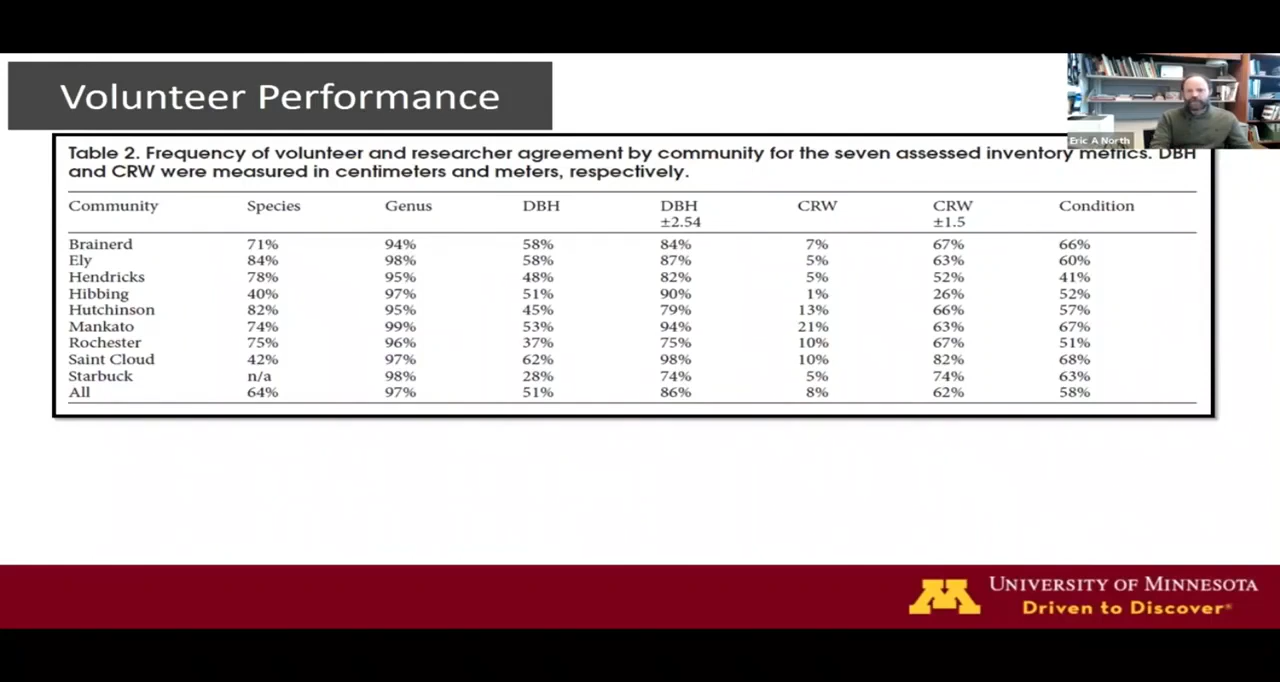 Volunteer Performance
Eric A North
Table 2. Frequency of volunteer and researcher agreement by community for the seven assessed inventory metrics. DBH
and CRW were measured in centimeters and meters, respectively.
Community Species Genus DBH DBH CRW CRW Condition
±2.54 ±1.5
Brainerd 71% 94% 58% 84% 7% 67% 66%
Ely 84% 98% 58% 87% 5% 63% 60%
Hendricks 78% 95% 48% 82% 5% 52% 41%
Hibbing 40% 97% 51% 90% 1% 26% 52%
Hutchinson 82% 95% 45% 79% 13% 66% 57%
Mankato 74% 99% 53% 94% 21% 63% 67%
Rochester 75% 96% 37% 75% 10% 67% 51%
Saint Cloud 42% 97% 62% 98% 10% 82% 68%
Starbuck n/a 98% 28% 74% 5% 74% 63%
All 64% 97% 51% 86% 8% 62% 58%
UNIVERSITY OF MINNESOTA
Driven to Discover®